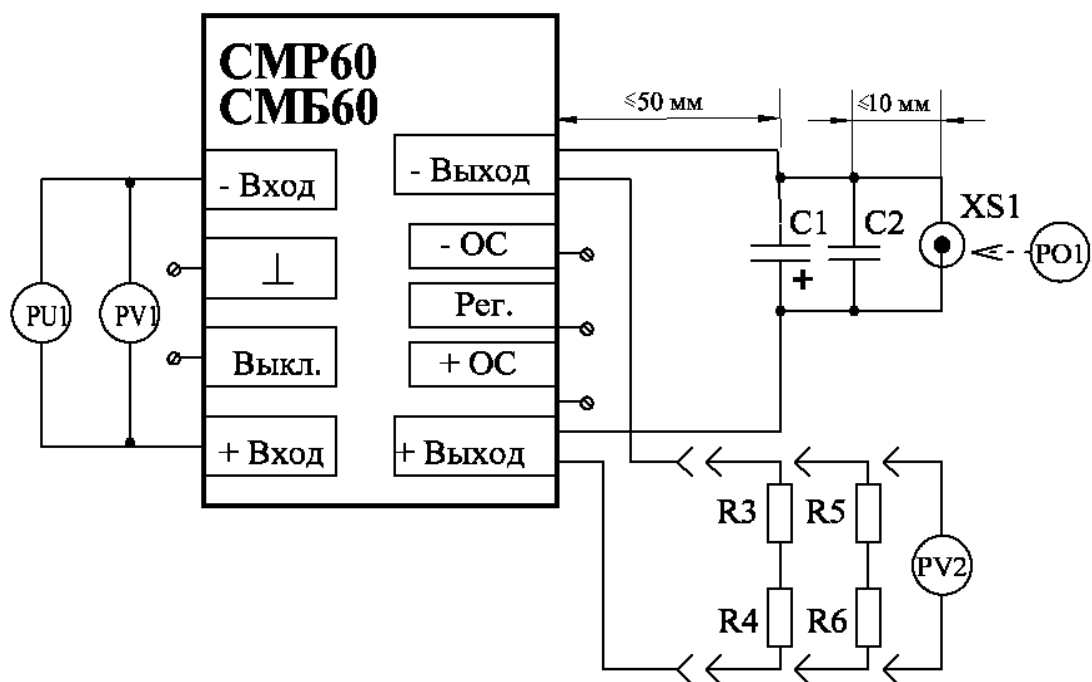 СМР60
СМБ60
≤50 мм
≤10 мм
- Вход
⊥
Выкл.
+ Вход
- Выход
- ОС
Рег.
+ ОС
+ Выход
PU1
PV1
C1
+
C2
XS1
PO1
R3
R5
R4
R6
PV2